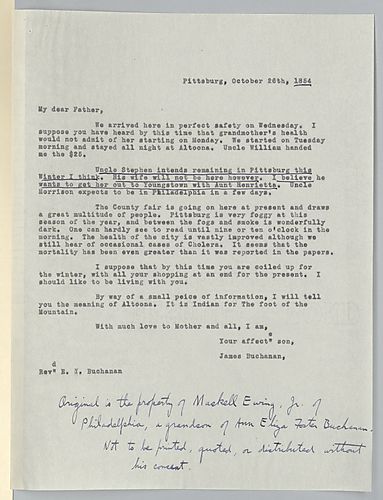 Pittsburg, October 26th, 1854
My dear Father,
We arrived here in perfect safety on Wednesday. I
suppose you have heard by this time that grandmother's health
would not admit of her starting on Monday. We started on Tuesday
morning and stayed all night at Altoona. Uncle William handed
me the $25.
Uncle Stephen intends remaining in Pittsburg this
Winter I think. His wife will not be here however. I believe he
wants to get her out to Youngstown with Aunt Henrietta. Uncle
Morrison expects to be in Philadelphia in a few days.
The County fair is going on here at present and draws
a great multitude of people. Pittsburg is very foggy at this
season of the year, and between the fogs and smoke is wonderfully
dark. One can hardly see to read until nine or ten o'clock in the
morning. The health of the city is vastly improved although we
still hear of occasional cases of Cholera. It seems that the
mortality has been even greater than it was reported in the papers.
I suppose that by this time you are coiled up for
the winter, with all your shopping at an end for the present. I
should like to be living with you.
By way of a small peice of information, I will tell
you the meaning of Altoona. It is Indian for The foot of the
Mountain.
With much love to Mother and all, I am,
Your affect" e son,
James Buchanan,
Rev" d E. Y. Buchanan
Original is the property of Maskell Ewing, Jr. of
Philadelphia, a grandson of Ann Eliza Foster Buchanan.
Not to be printed, quoted, or distributed without
his consent.